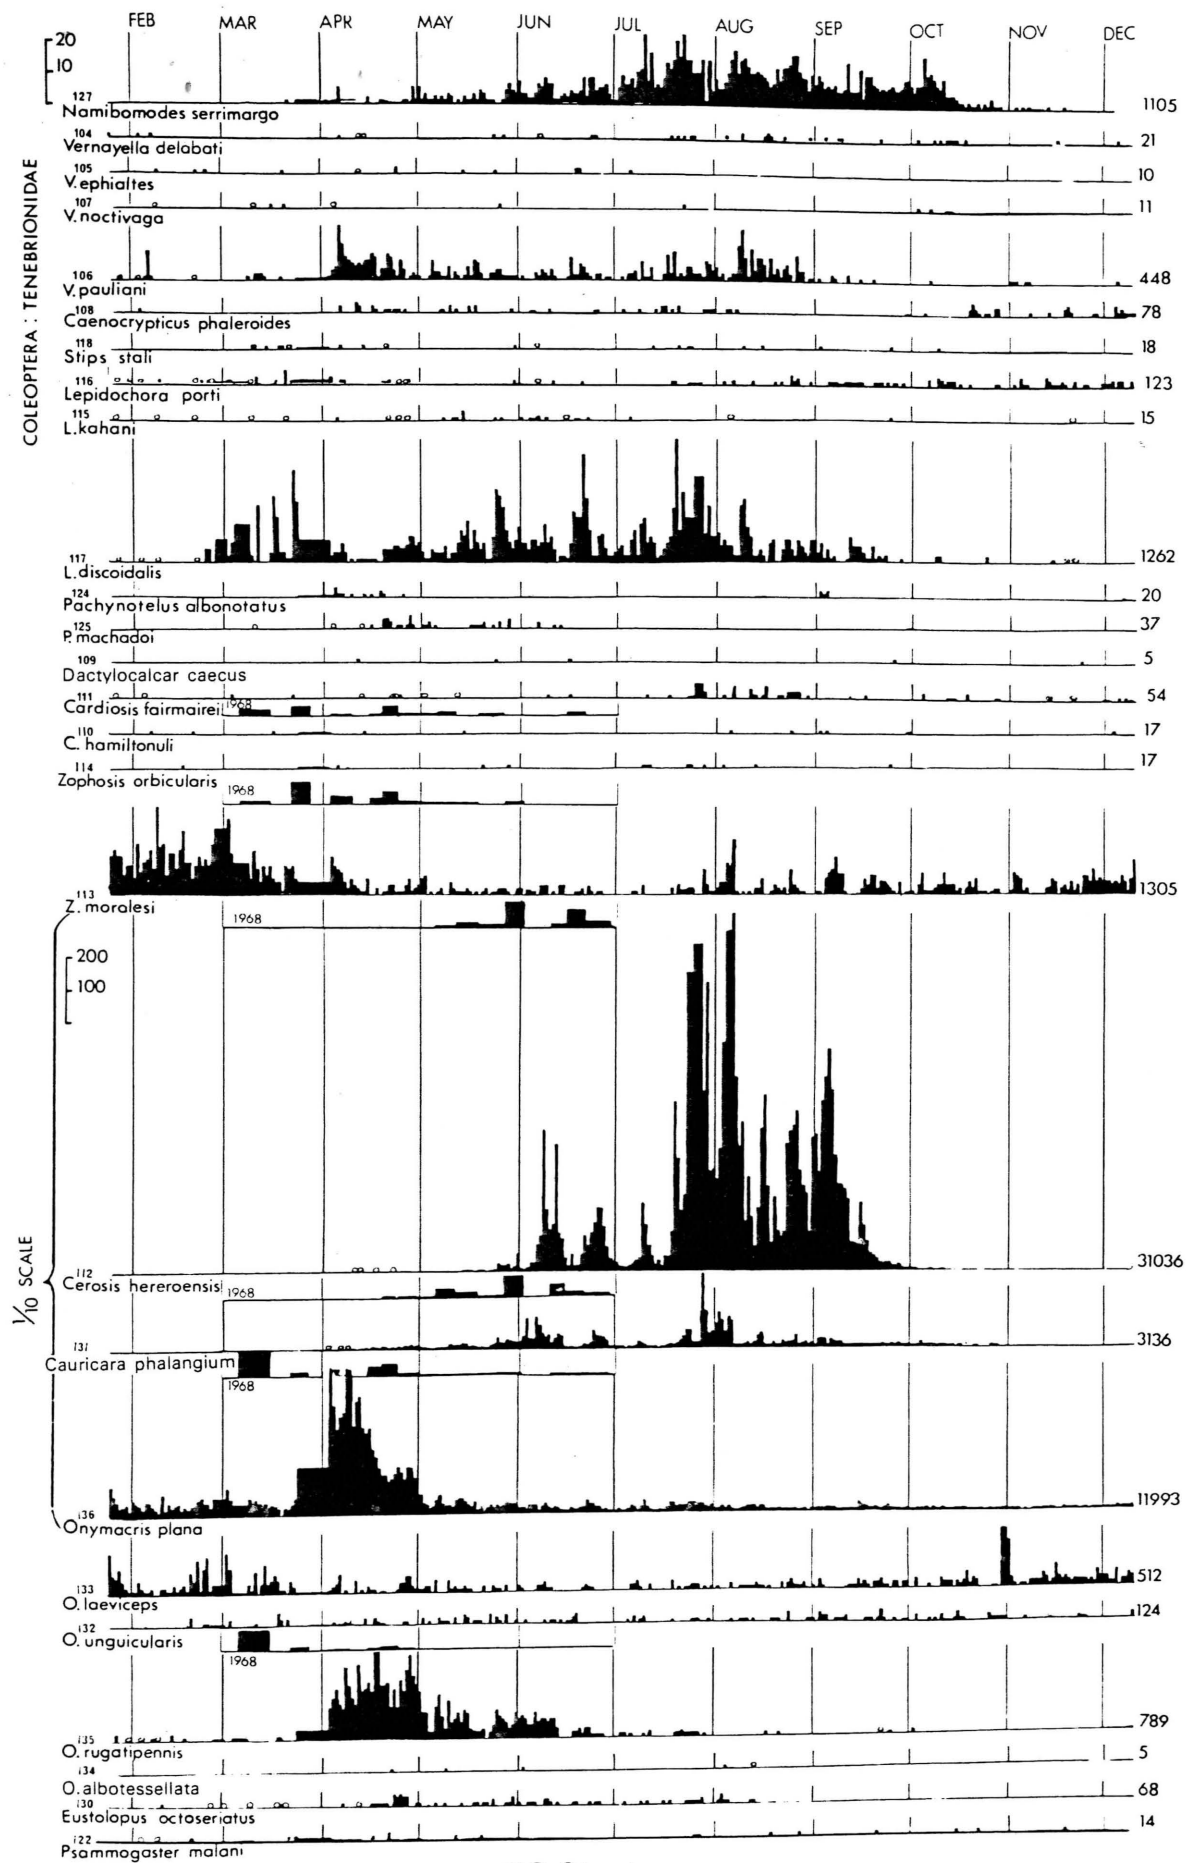 FEB MAR APR MAY JUN JUL AUG SEP OCT NOV DEC
20
10
COLEOPTERA : TENEBRIONIDAE
127 1105
Namibomodes serrimargo
104 21
Vernayella delabati
105 10
V. ephialtes
107 11
V. noctivaga
106 448
V. pauliani
108 78
Caenocrypticus phaleroides
118 18
Stips stali
116 123
Lepidochora porti
115 15
L. kahani
117 1262
L. discoidalis
124 20
Pachynotelus albonotatus
125 37
P. machadoi
109 5
Dactylocalcar caecus
111 54
Cardiosis fairmairei 1968
110 17
C. hamiltonuli
114 17
Zophosis orbicularis
1968
113 1305
Z. moralesi
1968
200
100
1/10 SCALE
112 31036
Cerosis hereroensis 1968
131 3136
Cauricara phalangium
1968
136 11993
Onymacris plana
133 512
O. laeviceps
132 124
O. unguicularis
1968
135 789
O. rugatipennis
134 5
O. albotessellata
130 68
Eustolopus octoseriatus
122 14
Psammogaster malani